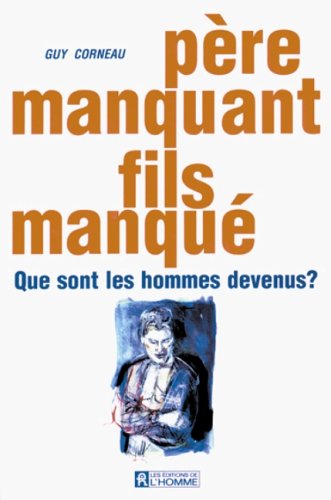 GUY CORNEAU
père
manquant
fils
manqué
Que sont les hommes devenus?
LES ÉDITIONS DE
L'HOMME